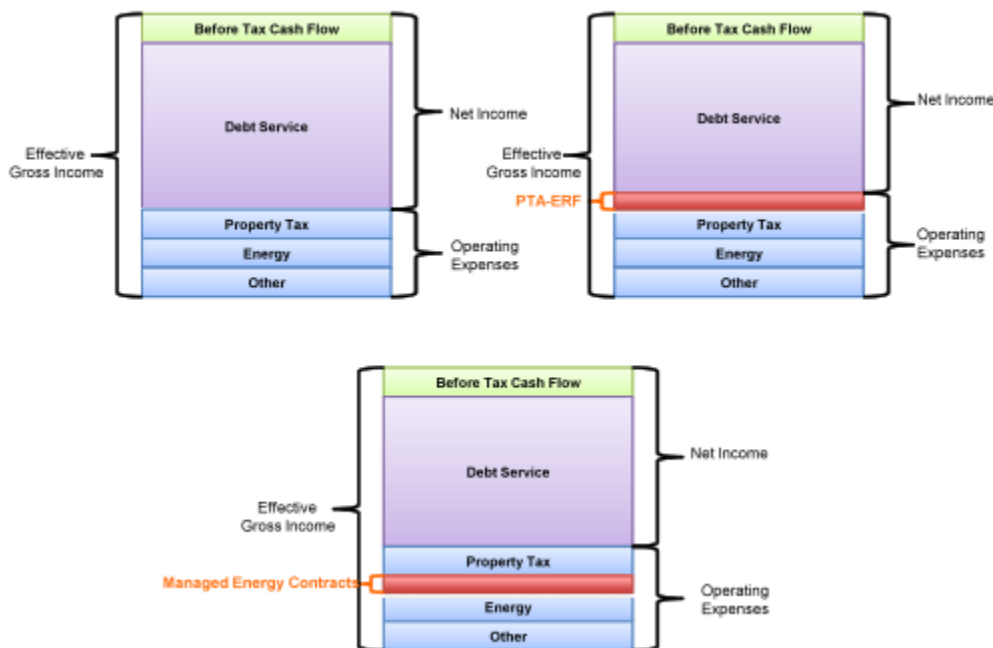 Before Tax Cash Flow
Debt Service
Net Income
Effective
Gross Income
Property Tax
Energy
Other
Operating
Expenses
Before Tax Cash Flow
Debt Service
Net Income
Effective
Gross Income
PTA-ERF
Property Tax
Energy
Other
Operating
Expenses
Before Tax Cash Flow
Debt Service
Net Income
Effective
Gross Income
Property Tax
Managed Energy Contracts
Energy
Other
Operating
Expenses